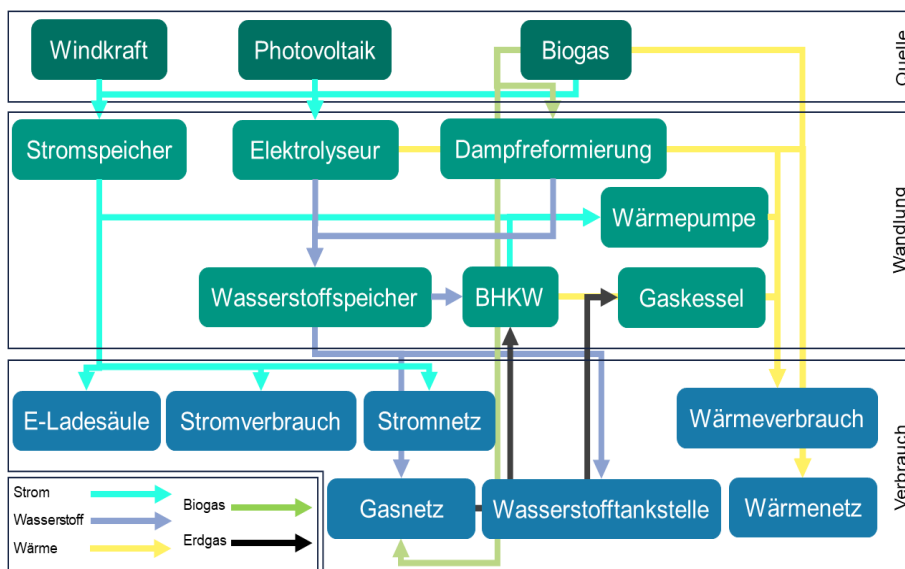 Windkraft
Photovoltaik
Biogas
Quelle
Stromspeicher
Elektrolyseur
Dampfreformierung
Wärmepumpe
Wandlung
Wasserstoffspeicher
BHKW
Gaskessel
E-Ladesäule
Stromverbrauch
Stromnetz
Wärmeverbrauch
Verbrauch
Gasnetz
Wasserstofftankstelle
Wärmenetz
Strom
Wasserstoff
Wärme
Biogas
Erdgas